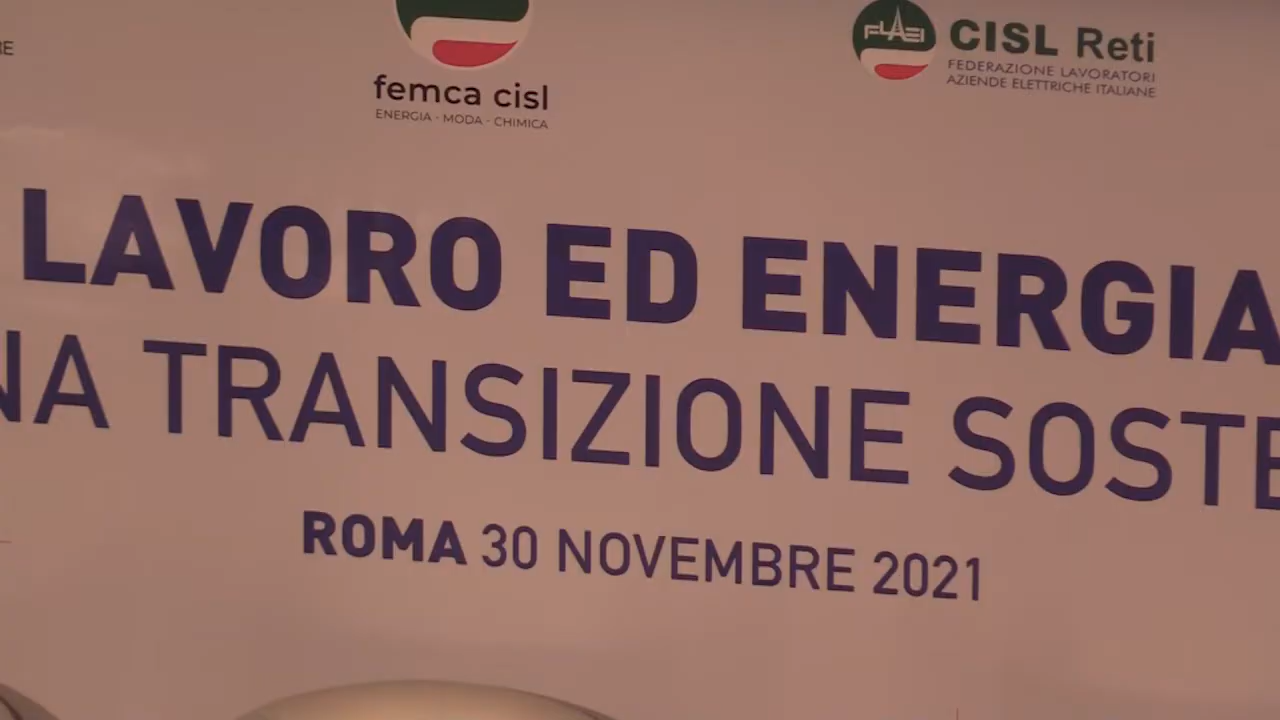 femca cisl
ENERGIA - MODA - CHIMICA
FLAEI
CISL Reti
FEDERAZIONE LAVORATORI
AZIENDE ELETTRICHE ITALIANE
LAVORO ED ENERGIA
NA TRANSIZIONE SOSTE
ROMA 30 NOVEMBRE 2021